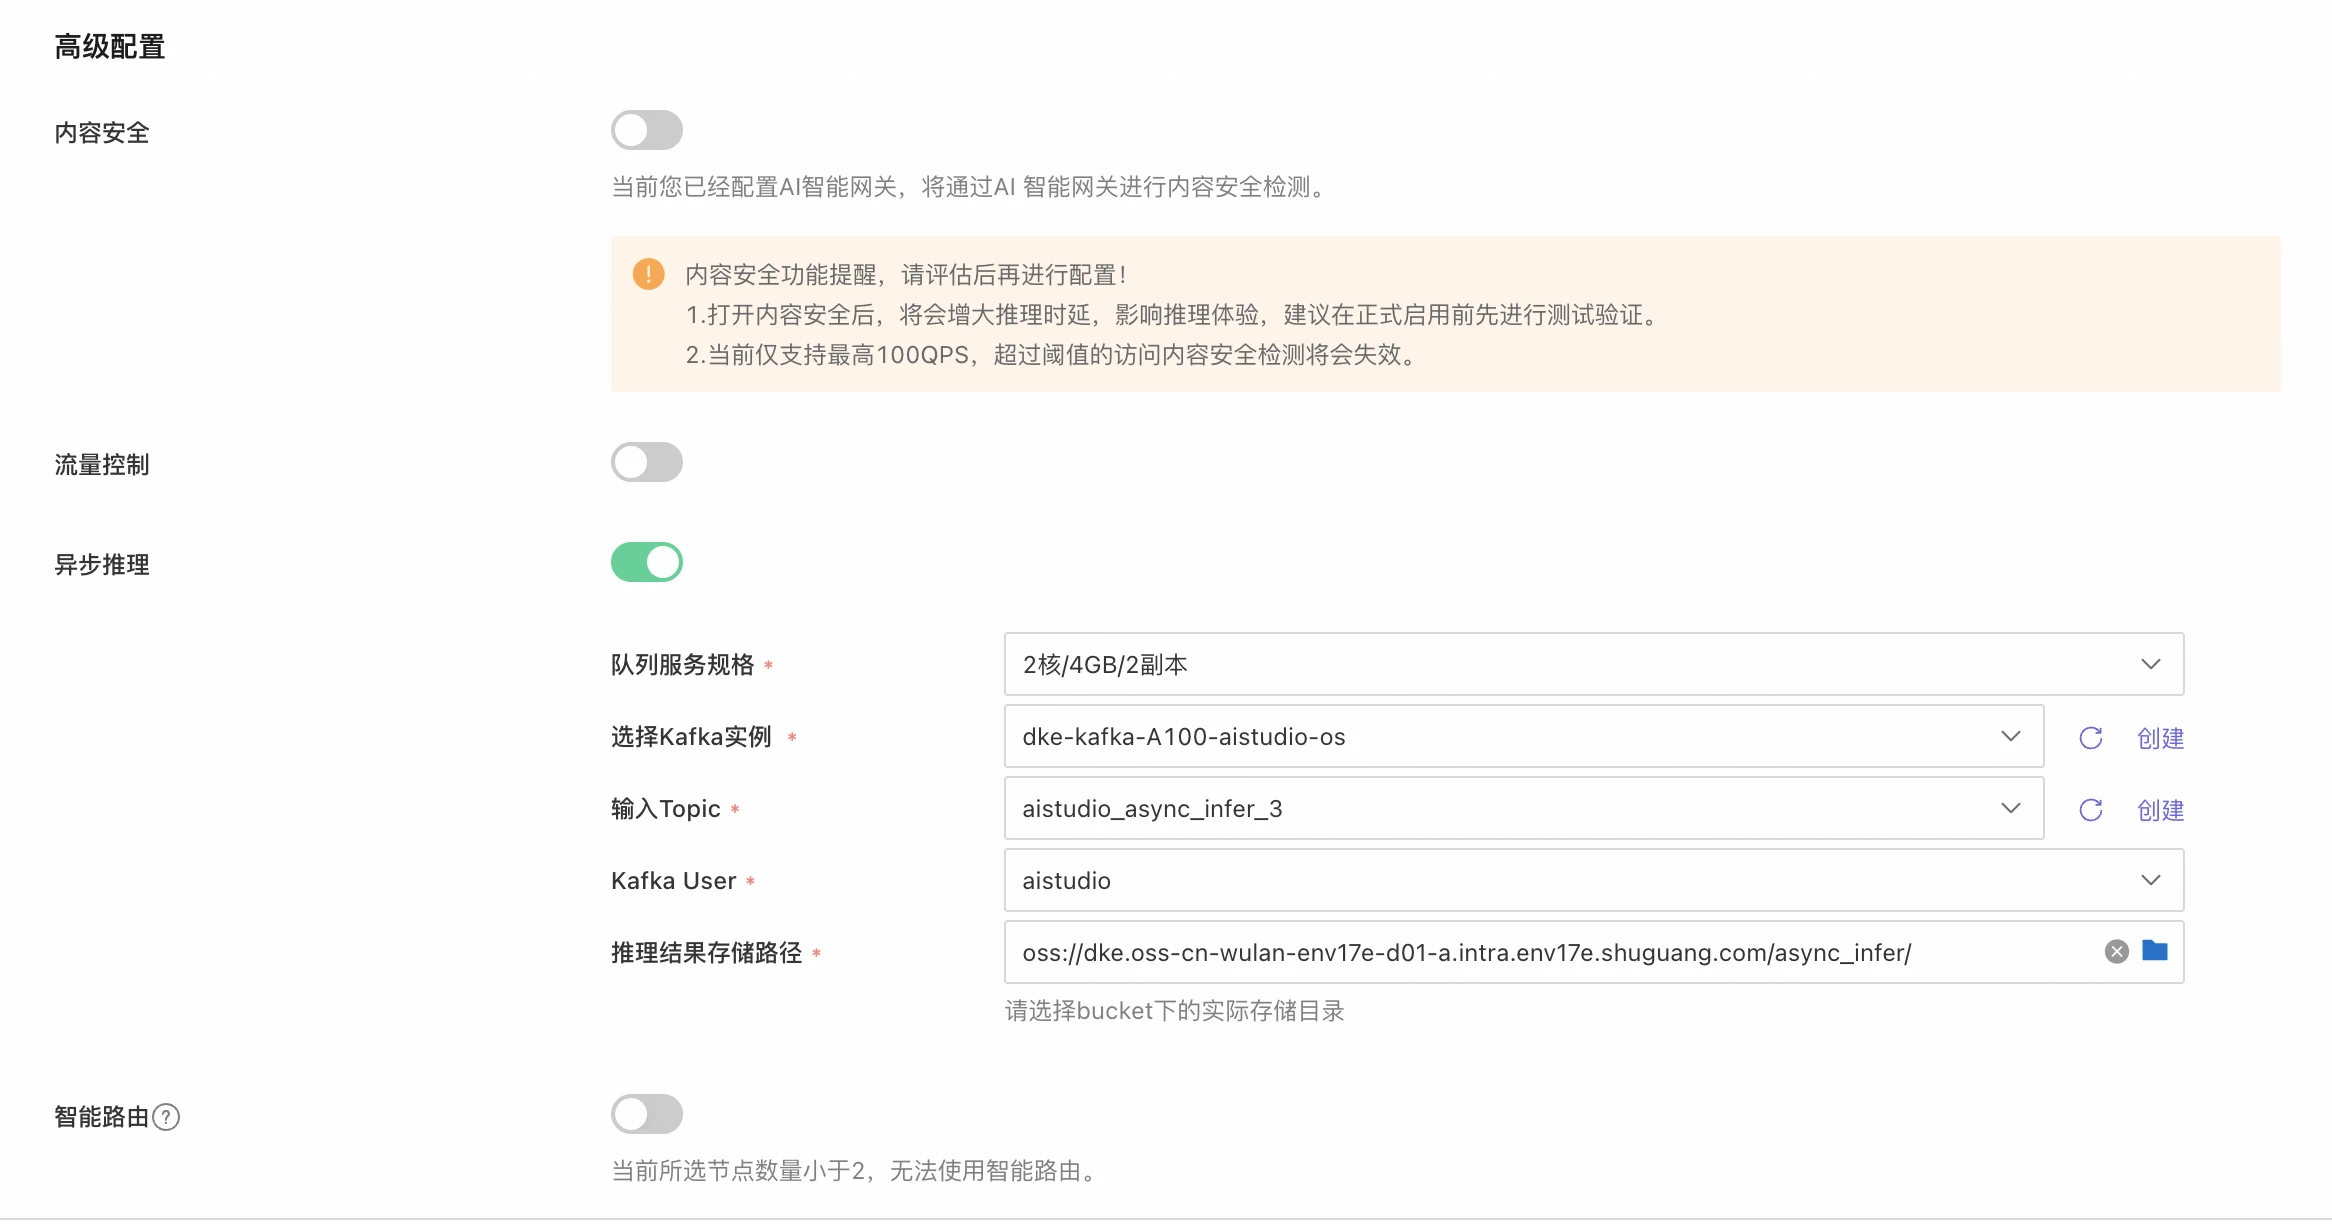 高级配置
内容安全
当前您已经配置AI智能网关，将通过AI 智能网关进行内容安全检测。
内容安全功能提醒，请评估后再进行配置！
1.打开内容安全后，将会增大推理时延，影响推理体验，建议在正式启用前先进行测试验证。
2.当前仅支持最高100QPS，超过阈值的访问内容安全检测将会失效。
流量控制
异步推理
队列服务规格 * 2核/4GB/2副本
选择Kafka实例 * dke-kafka-A100-aistudio-os 创建
输入Topic * aistudio_async_infer_3 创建
Kafka User * aistudio
推理结果存储路径 * oss://dke.oss-cn-wulan-env17e-d01-a.intra.env17e.shuguang.com/async_infer/
请选择bucket下的实际存储目录
智能路由?
当前所选节点数量小于2，无法使用智能路由。